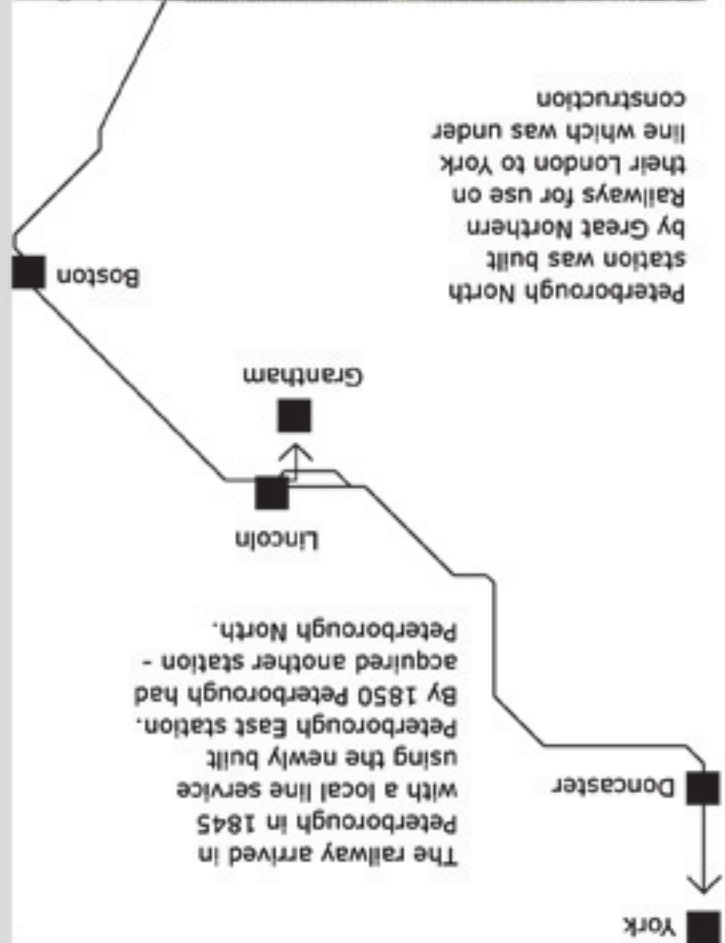 York
Doncaster
The railway arrived in
Peterborough in 1845
with a local line service
using the newly built
Peterborough East station.
By 1850 Peterborough had
acquired another station -
Peterborough North.
Lincoln
Grantham
Boston
Peterborough North
station was built
by Great Northern
Railways for use on
their London to York
line which was under
construction